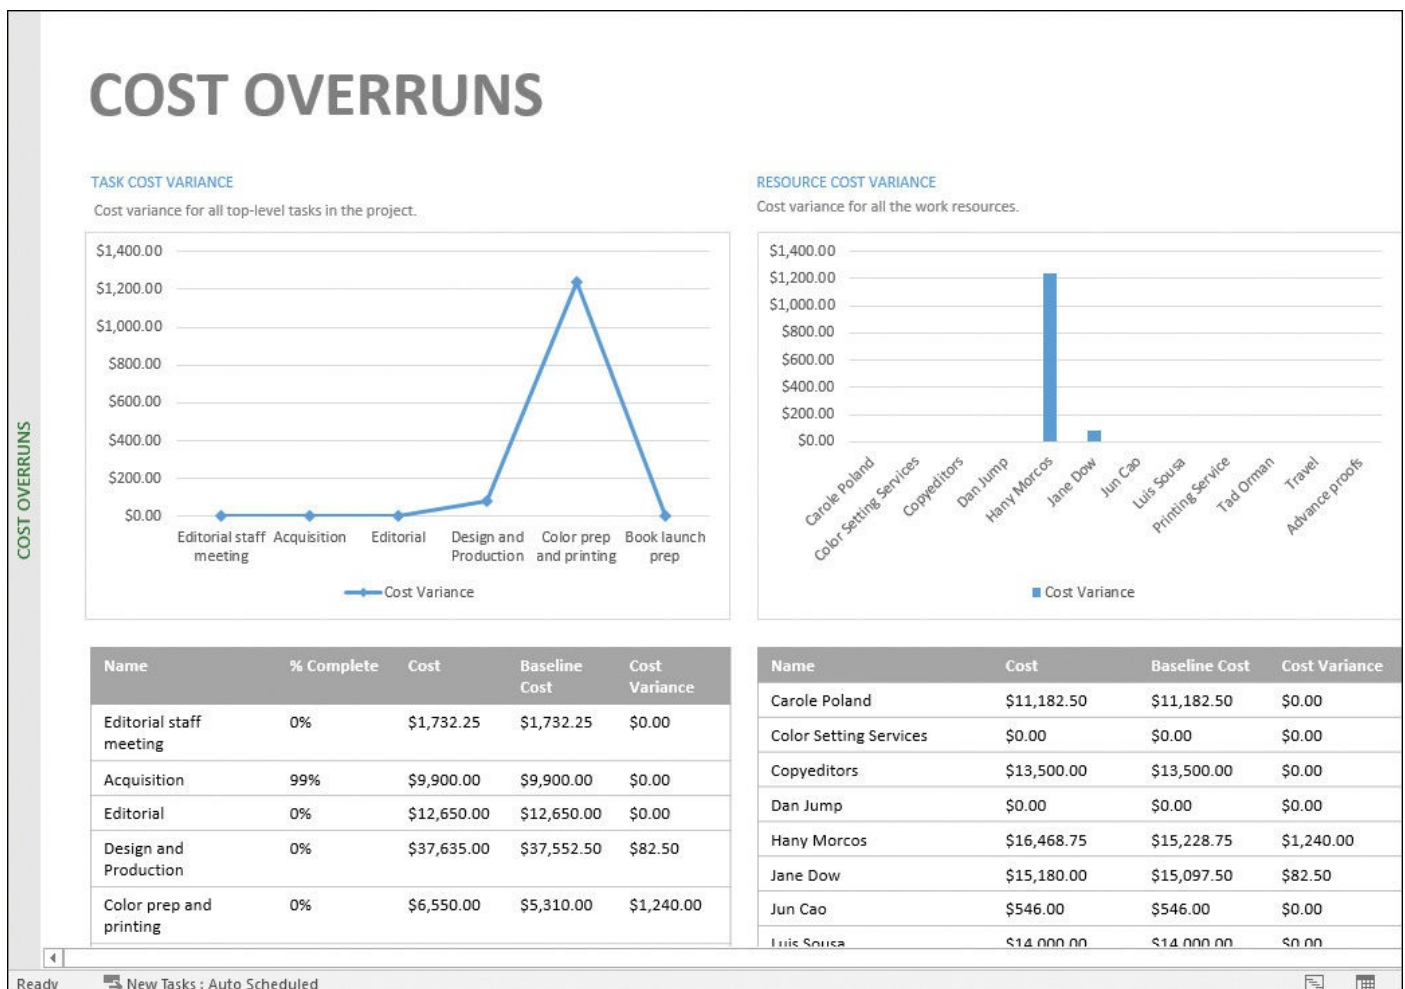 COST OVERRUNS
COST OVERRUNS
TASK COST VARIANCE
Cost variance for all top-level tasks in the project.
$1,400.00
$1,200.00
$1,000.00
$800.00
$600.00
$400.00
$200.00
$0.00
Editorial staff meeting
Acquisition
Editorial
Design and Production
Color prep and printing
Book launch prep
Cost Variance
RESOURCE COST VARIANCE
Cost variance for all the work resources.
$1,400.00
$1,200.00
$1,000.00
$800.00
$600.00
$400.00
$200.00
$0.00
Carole Poland
Color Setting Services
Copyeditors
Dan Jump
Hany Morcos
Jane Dow
Jun Cao
Luis Sousa
Printing Service
Tad Orman
Travel
Advance proofs
Cost Variance
Name % Complete Cost Baseline Cost Cost Variance
Editorial staff meeting 0% $1,732.25 $1,732.25 $0.00
Acquisition 99% $9,900.00 $9,900.00 $0.00
Editorial 0% $12,650.00 $12,650.00 $0.00
Design and Production 0% $37,635.00 $37,552.50 $82.50
Color prep and printing 0% $6,550.00 $5,310.00 $1,240.00
Name Cost Baseline Cost Cost Variance
Carole Poland $11,182.50 $11,182.50 $0.00
Color Setting Services $0.00 $0.00 $0.00
Copyeditors $13,500.00 $13,500.00 $0.00
Dan Jump $0.00 $0.00 $0.00
Hany Morcos $16,468.75 $15,228.75 $1,240.00
Jane Dow $15,180.00 $15,097.50 $82.50
Jun Cao $546.00 $546.00 $0.00
Luis Sousa $14,000.00 $14,000.00 $0.00
Ready New Tasks : Auto Scheduled